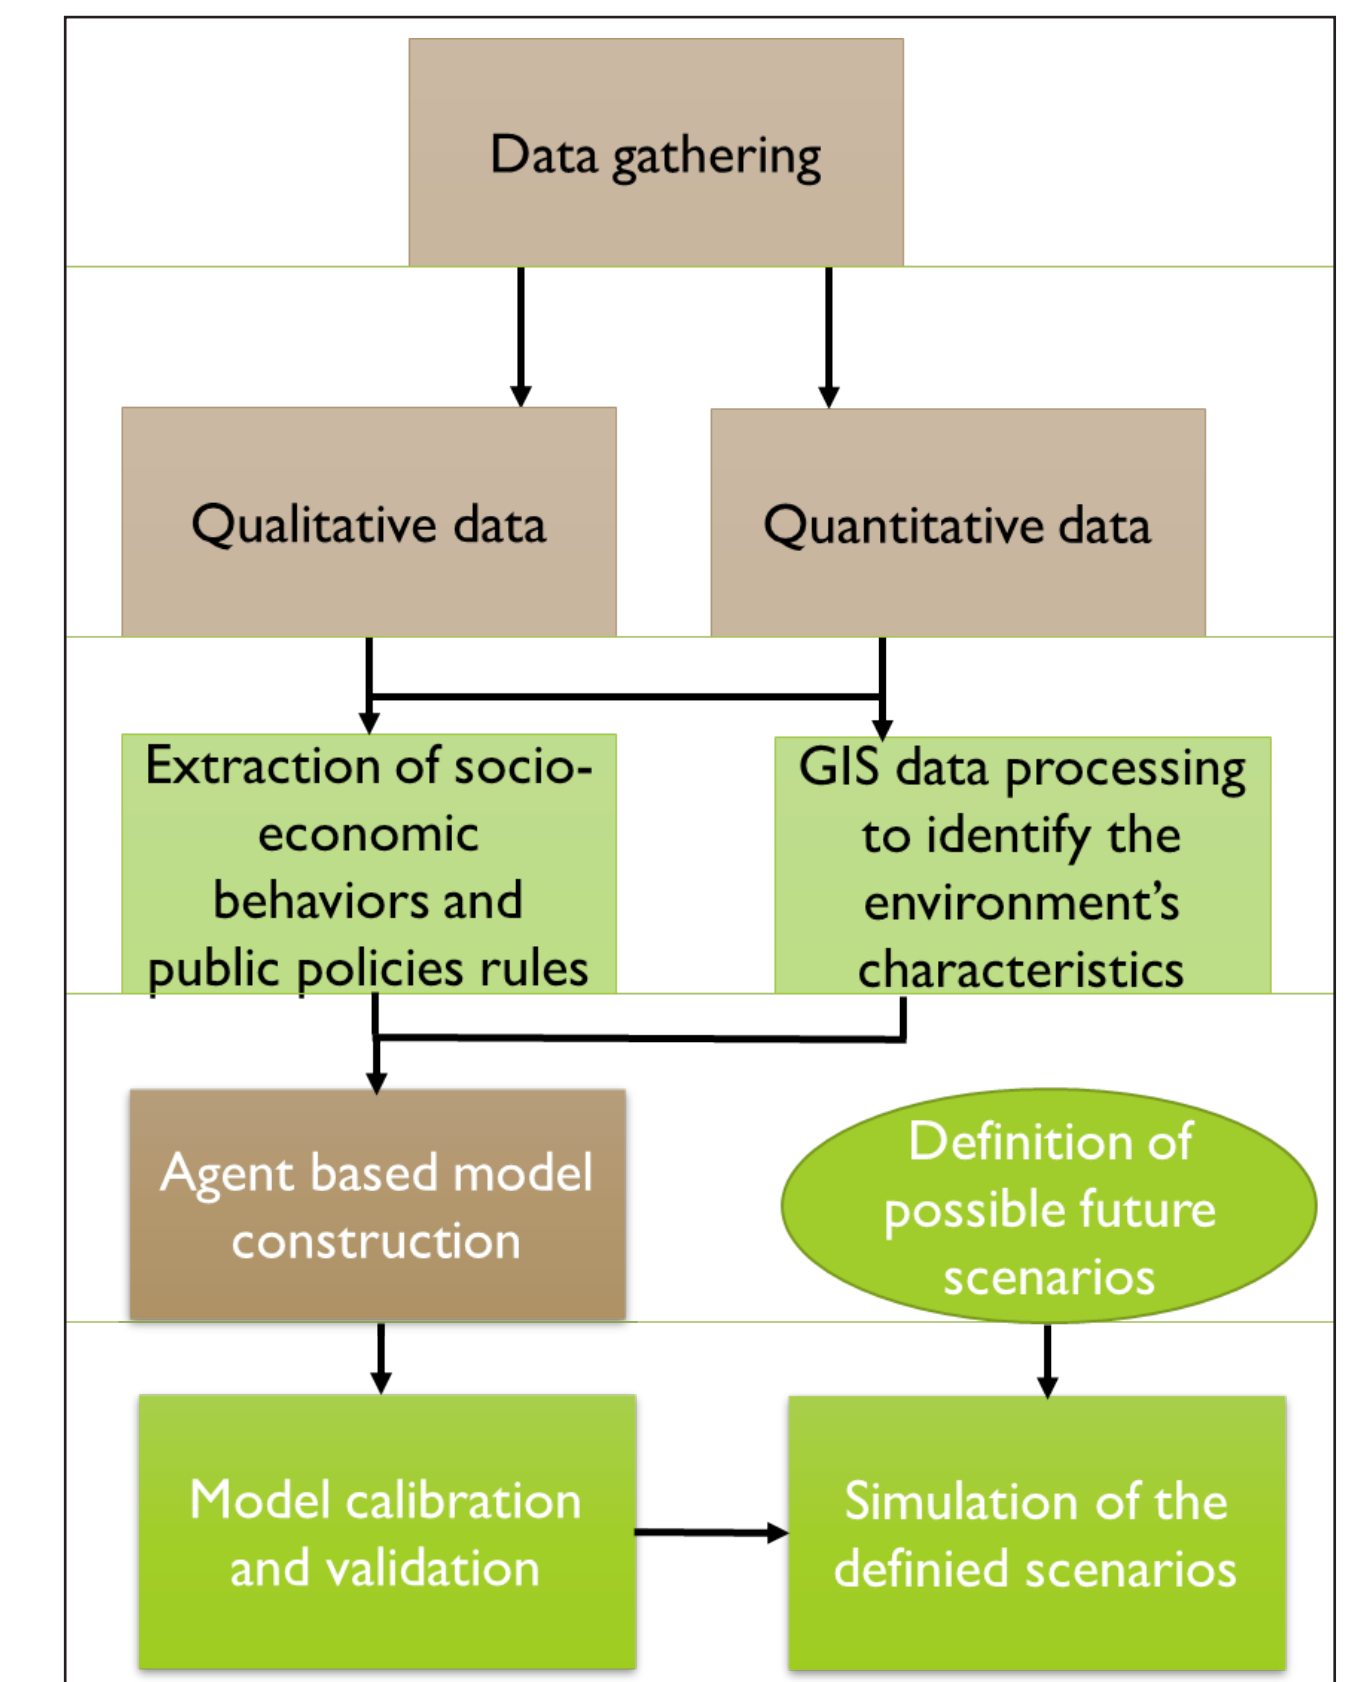 Data gathering
Qualitative data
Quantitative data
Extraction of socio-
economic
behaviors and
public policies rules
GIS data processing
to identify the
environment’s
characteristics
Agent based model
construction
Definition of
possible future
scenarios
Model calibration
and validation
Simulation of the
definied scenarios